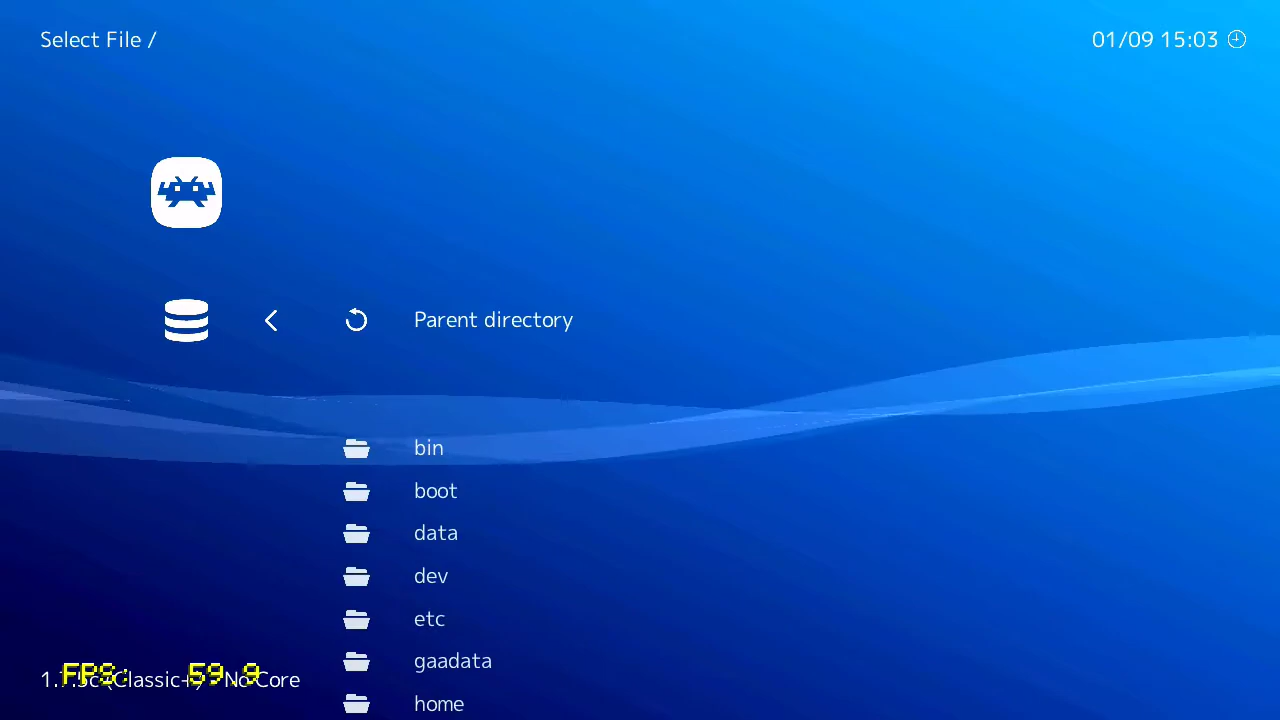 Select File /
01/09 15:03
Parent directory
bin
boot
data
dev
etc
gaadata
home
FPS: 59.9
No Core